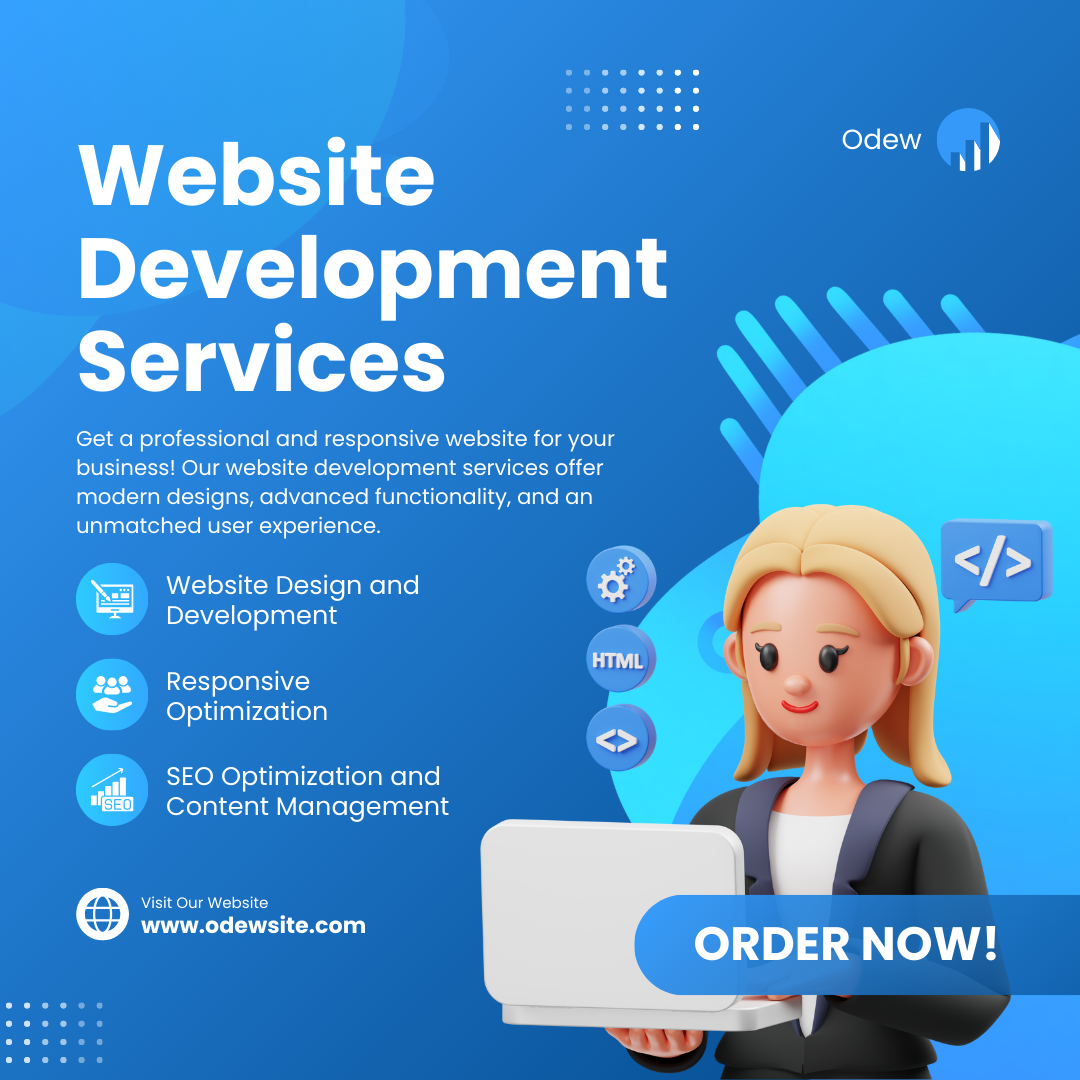 Odew
Website
Development
Services
Get a professional and responsive website for your
business! Our website development services offer
modern designs, advanced functionality, and an
unmatched user experience.
</>
HTML
<>
Website Design and
Development
Responsive
Optimization
SEO
SEO Optimization and
Content Management
Visit Our Website
www.odewsite.com
ORDER NOW!